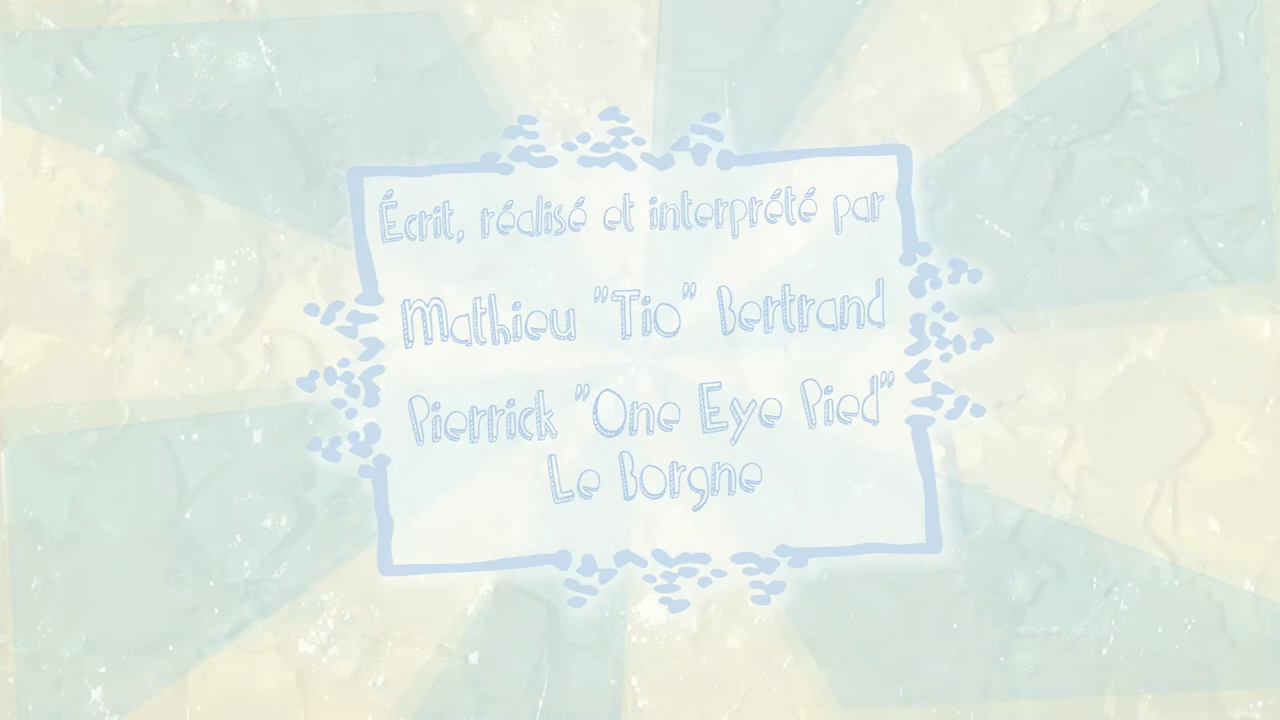 Écrit, réalisé et interprété par
Mathieu "Tio" Bertrand
Pierrick "One Eye Pied"
Le Borgne